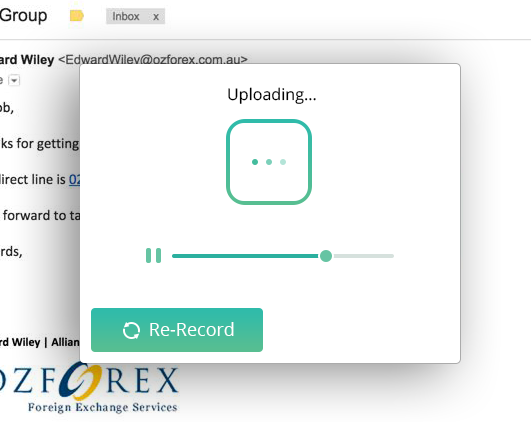 Group Inbox x
ard Wiley <EdwardWiley@ozforex.com.au>
e
ob,
Uploading...
ks for getting
direct line is 02
forward to ta
rds,
Re-Record
rd Wiley | Allian
OZFOREX
Foreign Exchange Services